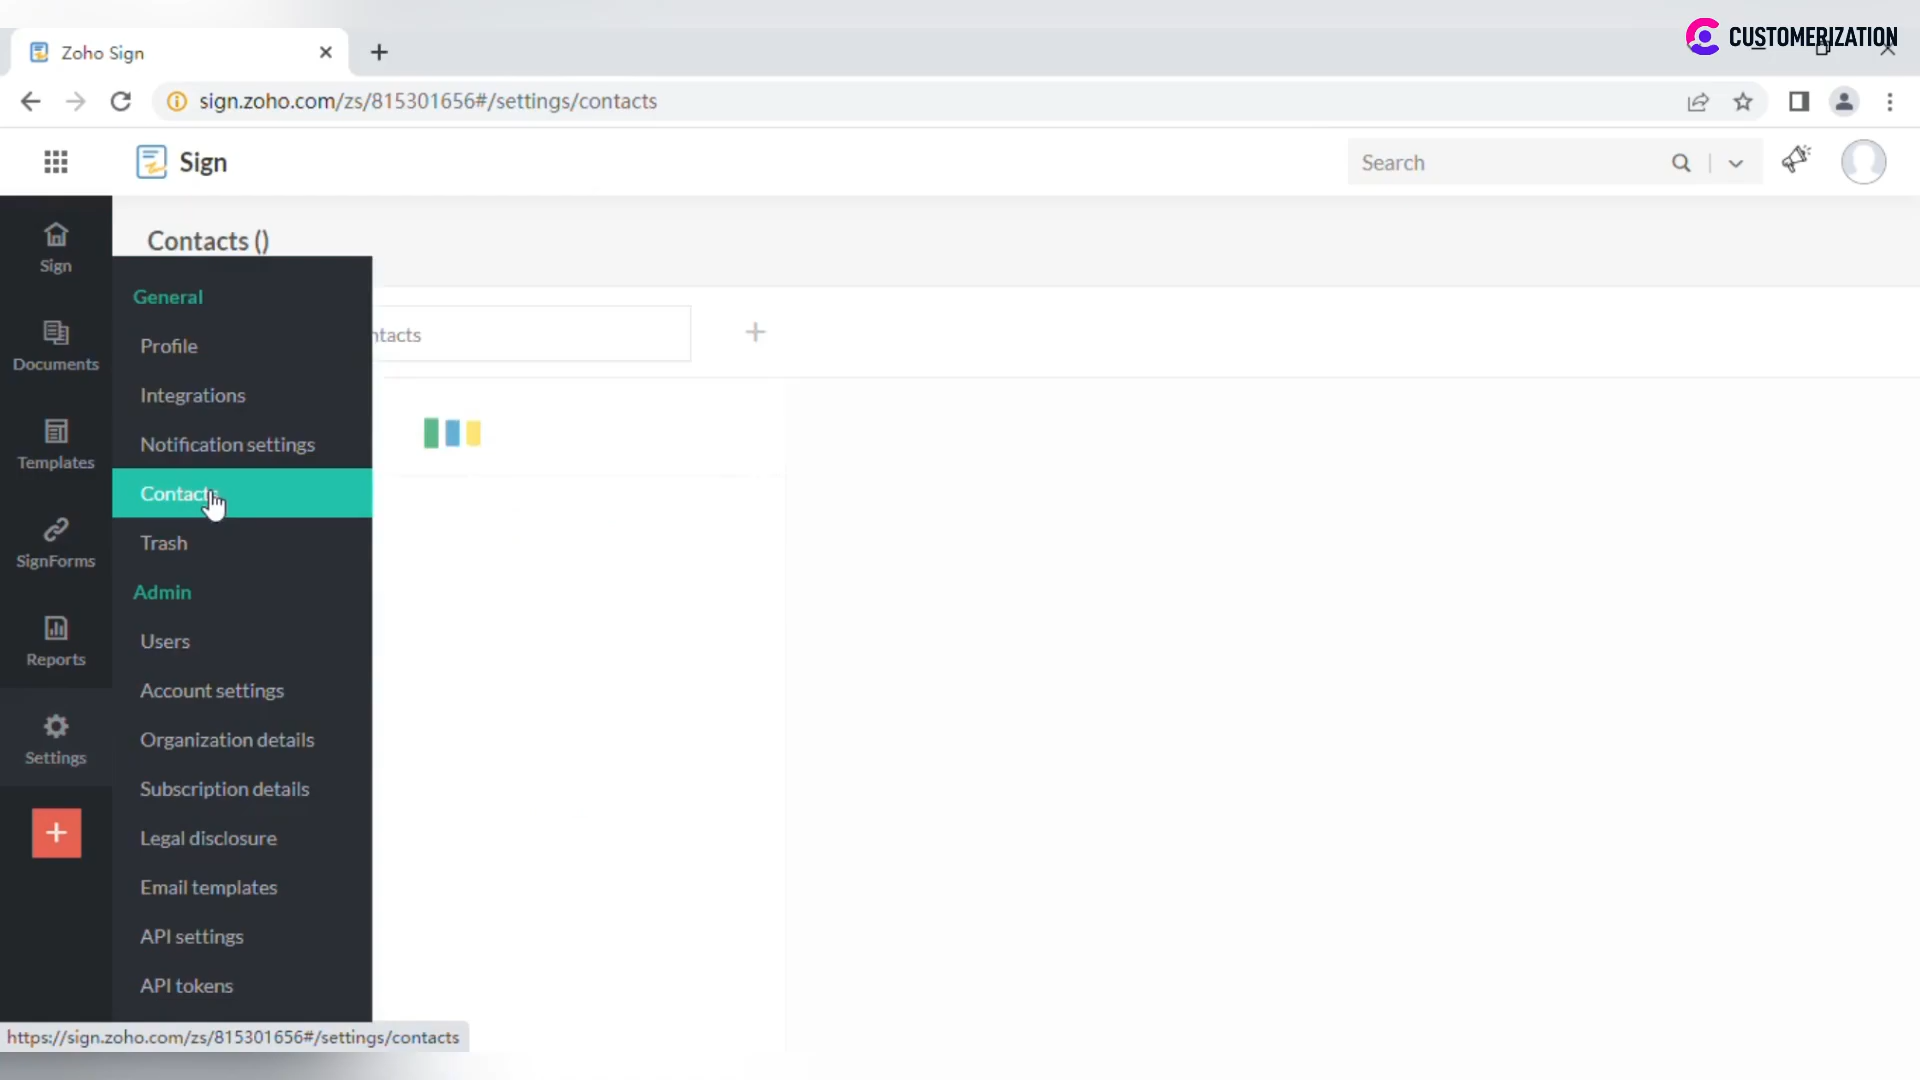 CUSTOMERIZATION
Zoho Sign
sign.zoho.com/zs/815301656#/settings/contacts
Sign
Search
Contacts ()
Sign
Documents
Templates
SignForms
Reports
Settings
General
Profile
Integrations
Notification settings
Contacts
Trash
Admin
Users
Account settings
Organization details
Subscription details
Legal disclosure
Email templates
API settings
API tokens
ntacts
https://sign.zoho.com/zs/815301656#/settings/contacts